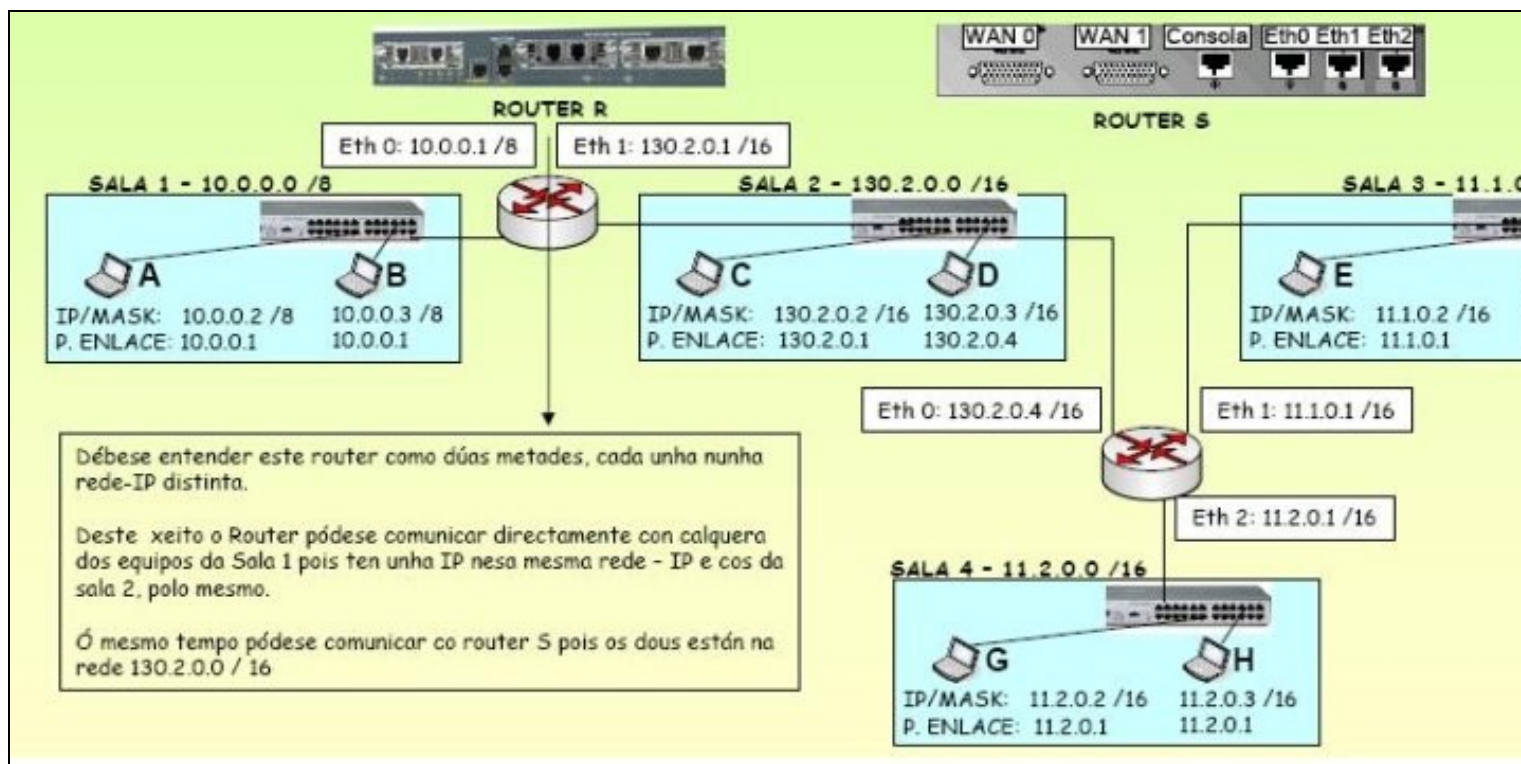 WAN 0 WAN 1 Consola Eth0 Eth1 Eth2
ROUTER R
ROUTER S
Eth 0: 10.0.0.1 /8
Eth 1: 130.2.0.1 /16
SALA 1 - 10.0.0.0 /8
A
B
IP/MASK: 10.0.0.2 /8 10.0.0.3 /8
P. ENLACE: 10.0.0.1 10.0.0.1
SALA 2 - 130.2.0.0 /16
C
D
IP/MASK: 130.2.0.2 /16 130.2.0.3 /16
P. ENLACE: 130.2.0.1 130.2.0.4
SALA 3 - 11.1.0
E
IP/MASK: 11.1.0.2 /16
P. ENLACE: 11.1.0.1
Eth 0: 130.2.0.4 /16
Eth 1: 11.1.0.1 /16
Eth 2: 11.2.0.1 /16
Débese entender este router como dúas metades, cada unha nunha
rede-IP distinta.
Deste xeito o Router pódese comunicar directamente con calquera
dos equipos da Sala 1 pois ten unha IP nesa mesma rede - IP e cos da
sala 2, polo mesmo.
Ó mesmo tempo pódese comunicar co router S pois os dous están na
rede 130.2.0.0 / 16
SALA 4 - 11.2.0.0 /16
G
H
IP/MASK: 11.2.0.2 /16 11.2.0.3 /16
P. ENLACE: 11.2.0.1 11.2.0.1